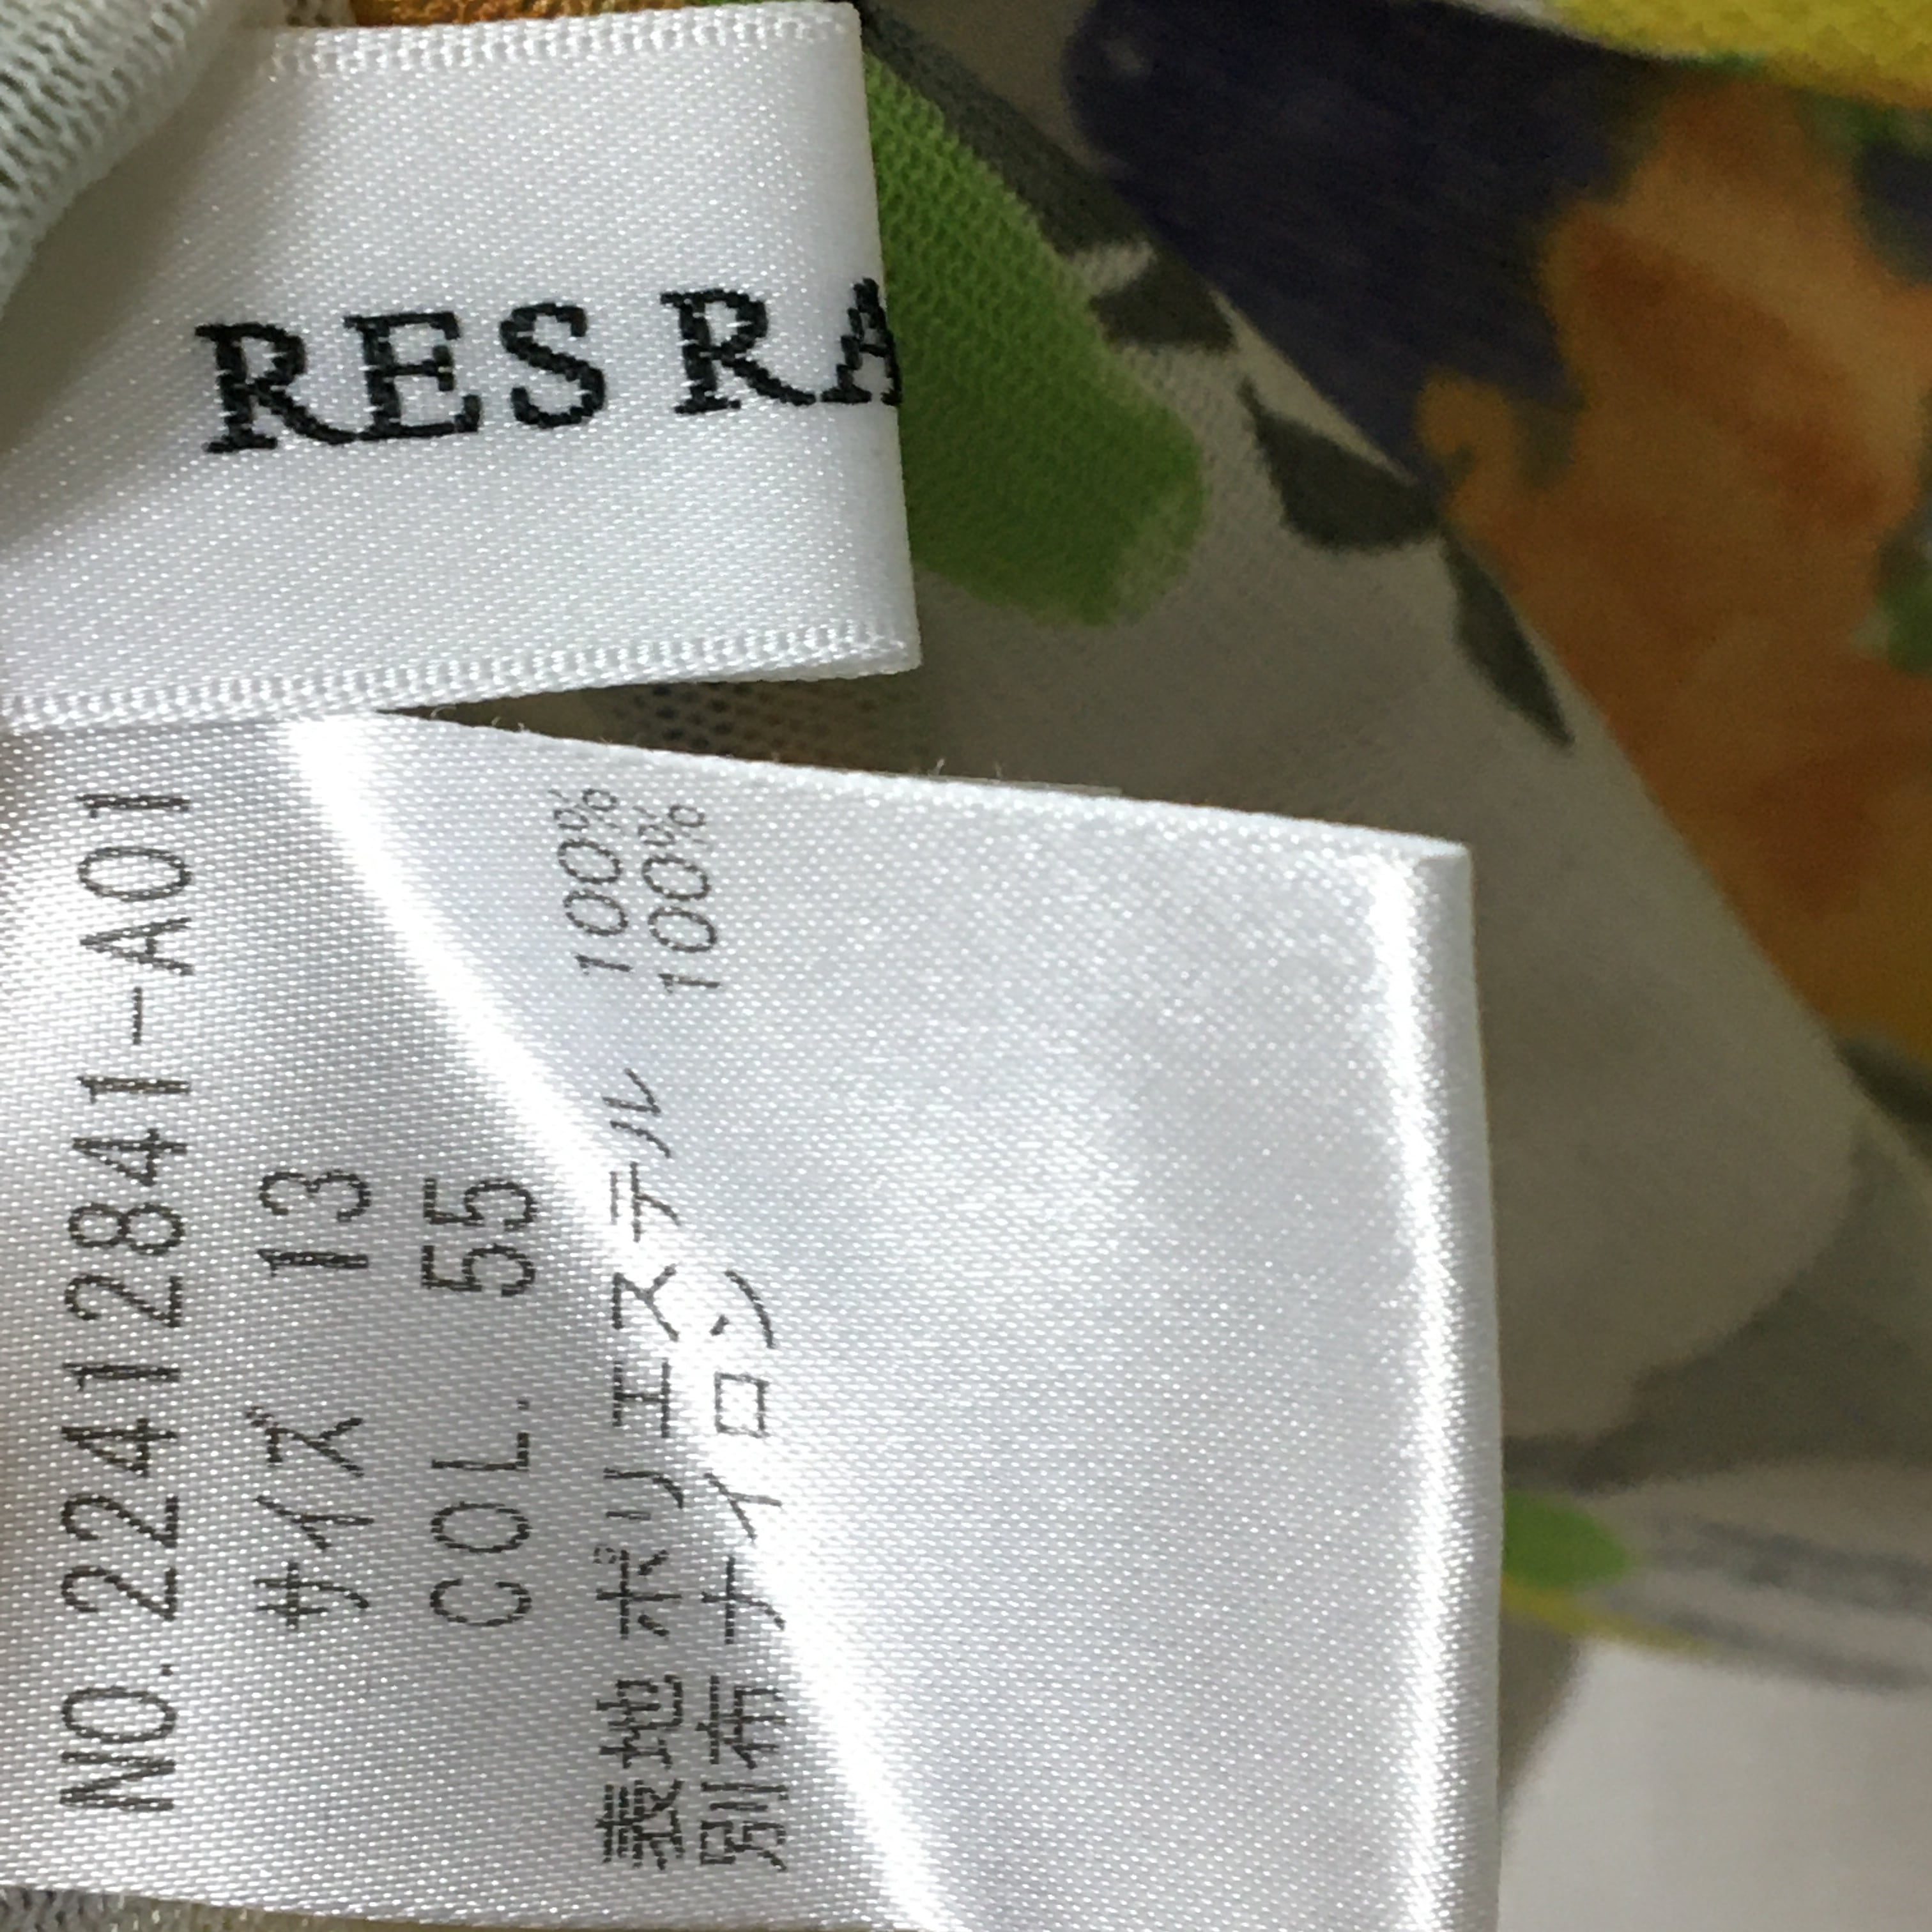 RES RA
NO. 22412841-A01
サイズ 13
COL. 55
表地 ポリエステル 100%
別布 ナイロン 100%